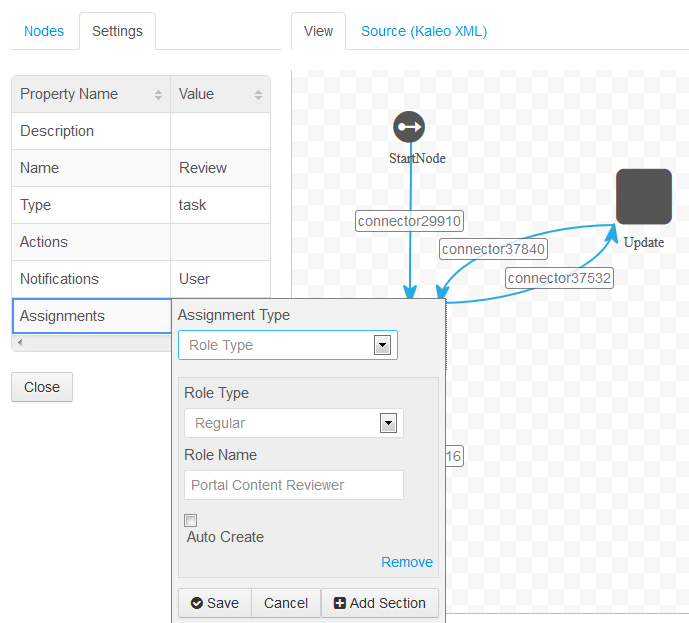 Nodes
Settings
View
Source (Kaleo XML)
Property Name
Value
Description
Name
Review
Type
task
Actions
Notifications
User
Assignments
Close
StartNode
connector29910
Update
connector37840
connector37532
16
Assignment Type
Role Type
Role Type
Regular
Role Name
Portal Content Reviewer
Auto Create
Remove
Save
Cancel
Add Section